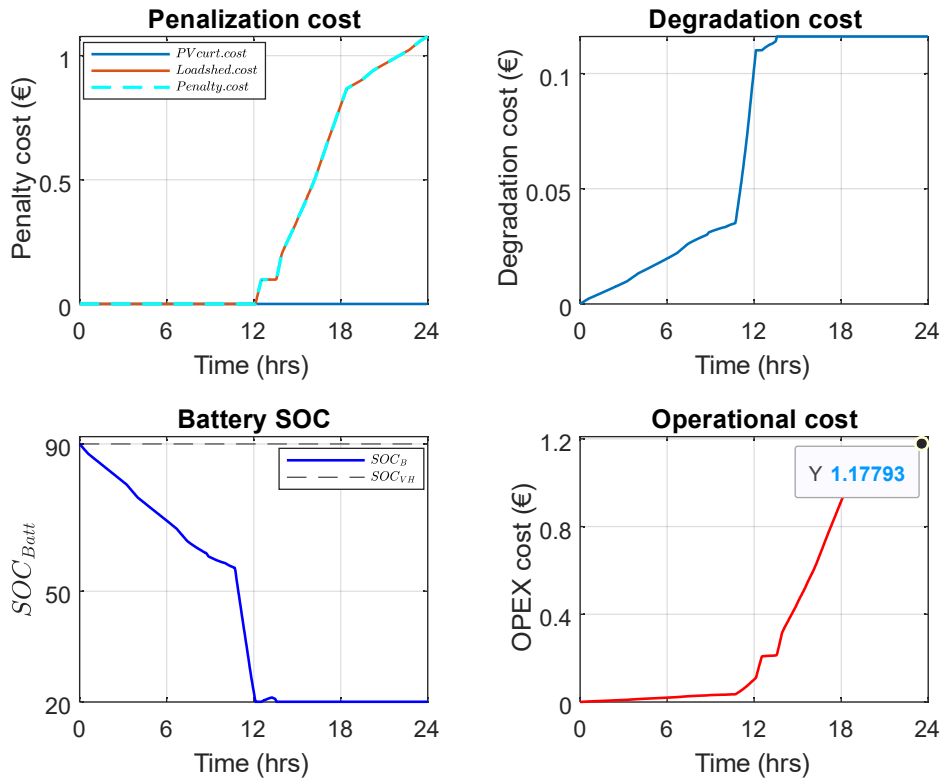 Penalization cost
PVcurt.cost
Loadshed.cost
Penalty.cost
Penalty cost (€)
1
0.5
0
0 6 12 18 24
Time (hrs)
Degradation cost
Degradation cost (€)
0.1
0.05
0
0 6 12 18 24
Time (hrs)
Battery SOC
SOC_B
SOC_VH
SOC_Batt
90
50
20
0 6 12 18 24
Time (hrs)
Operational cost
Y 1.17793
OPEX cost (€)
1.2
0.8
0.4
0
0 6 12 18 24
Time (hrs)